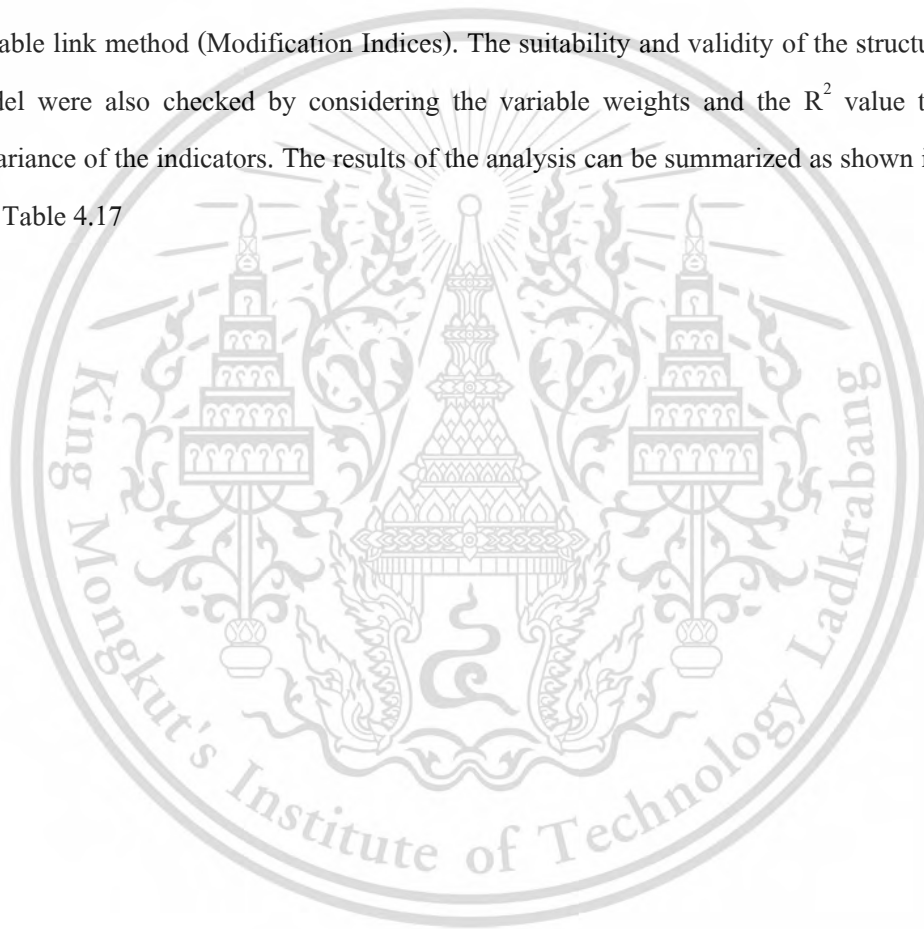 able link method (Modification Indices). The suitability and validity of the structu
del were also checked by considering the variable weights and the R² value t
ariance of the indicators. The results of the analysis can be summarized as shown i
Table 4.17
King Mongkut's Institute of Technology Ladkrabang